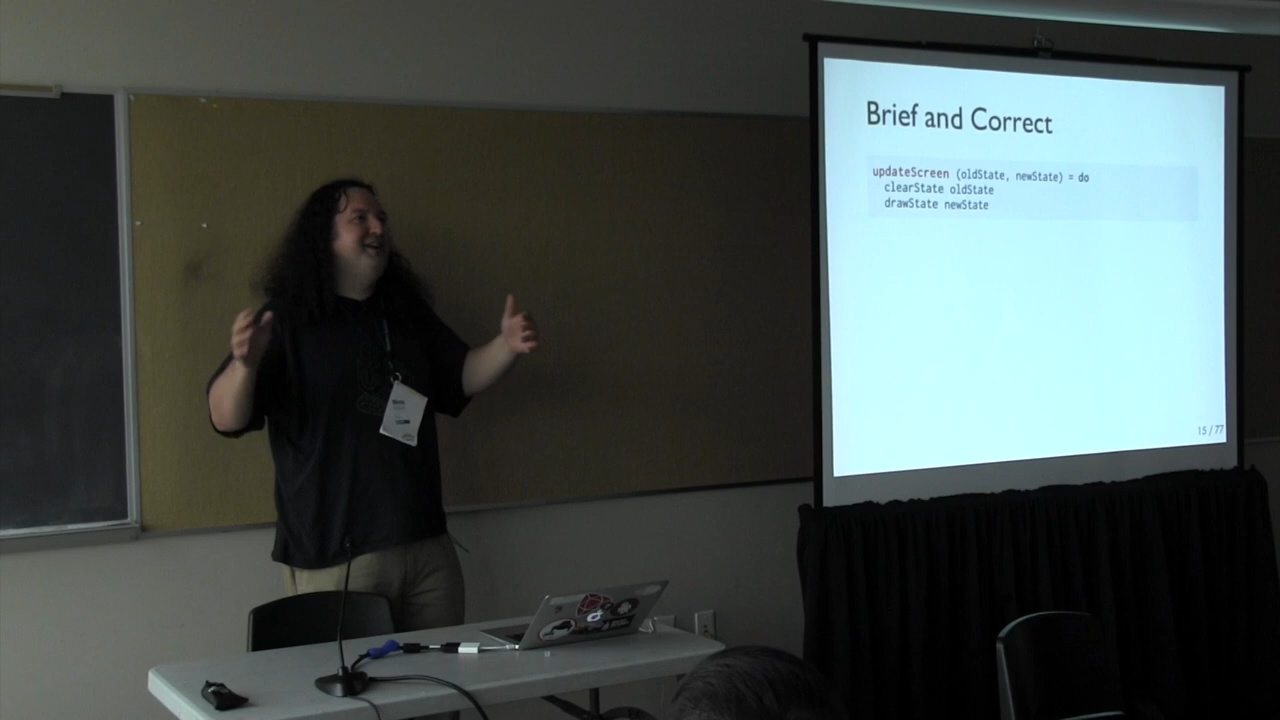 Brief and Correct
updateScreen (oldState, newState) = do
clearState oldState
drawState newState
15 / 77